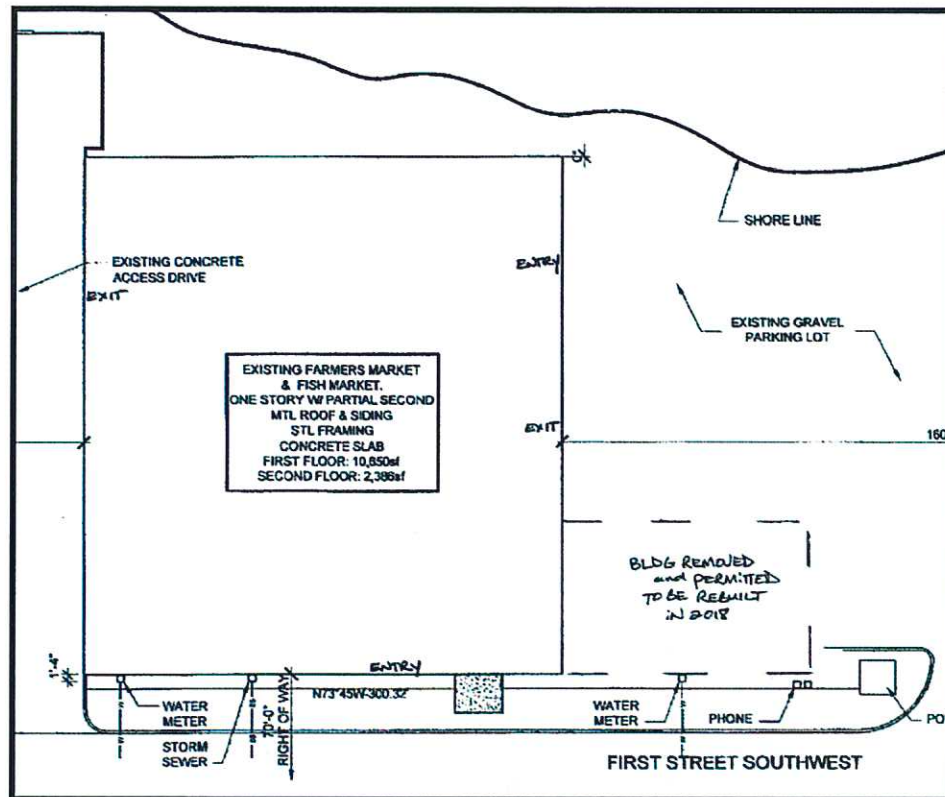 SHORE LINE
EXISTING CONCRETE
ACCESS DRIVE
ENTRY
EXIT
EXISTING GRAVEL
PARKING LOT
EXISTING FARMERS MARKET
& FISH MARKET.
ONE STORY W/ PARTIAL SECOND
MTL ROOF & SIDING
STL FRAMING
CONCRETE SLAB
FIRST FLOOR: 10,650sf
SECOND FLOOR: 2,386sf
EXIT
160
BLDG REMOVED
and PERMITTED
TO BE REBUILT
IN 2018
1'-4"
ENTRY
N73°45W-300.32'
WATER
METER
STORM
SEWER
70'-0"
RIGHT OF WAY
WATER
METER
PHONE
PO
FIRST STREET SOUTHWEST